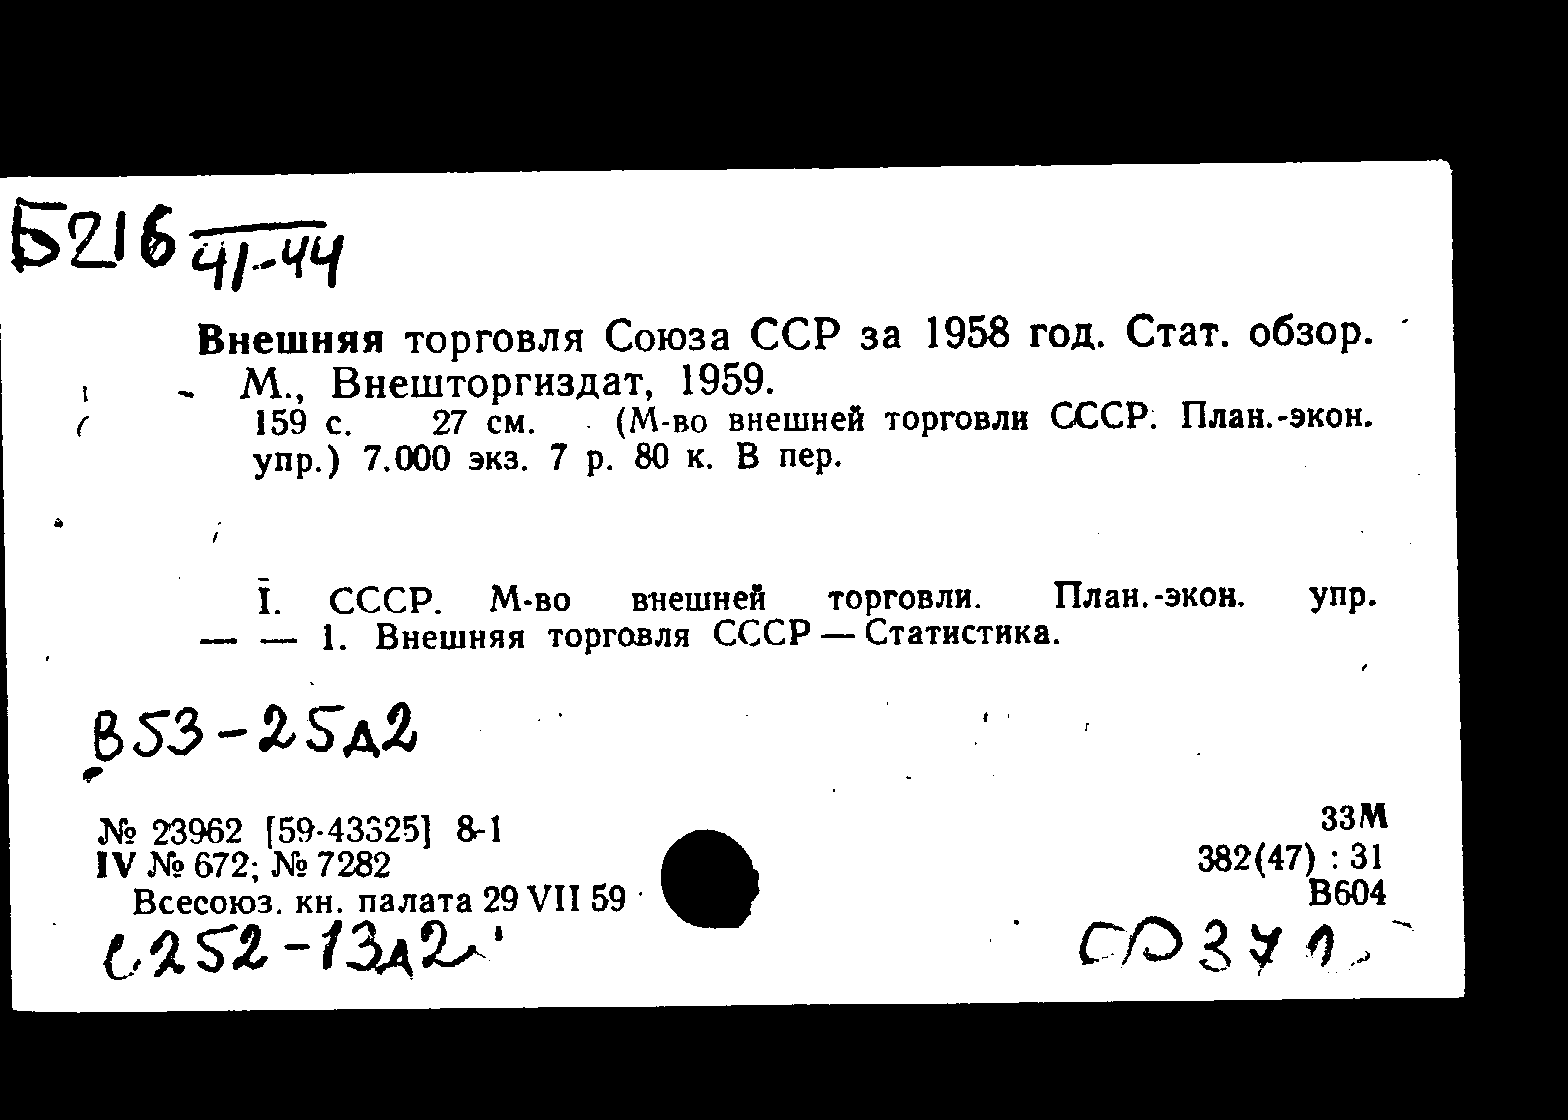 Б216 41-44
Внешняя торговля Союза ССР за 1958 год. Стат. обзор.
М., Внешторгиздат, 1959.
159 с. 27 см. (М-во внешней торговли СССР. План.-экон.
упр.) 7.000 экз. 7 р. 80 к. В пер.
I. СССР. М-во внешней торговли. План.-экон. упр.
— — 1. Внешняя торговля СССР — Статистика.
В53-25д2
№ 23962 [59-43325] 8-1
33М
IV № 672; № 7282
382(47) : 31
Всесоюз. кн. палата 29 VII 59
В604
С252-13д2
371